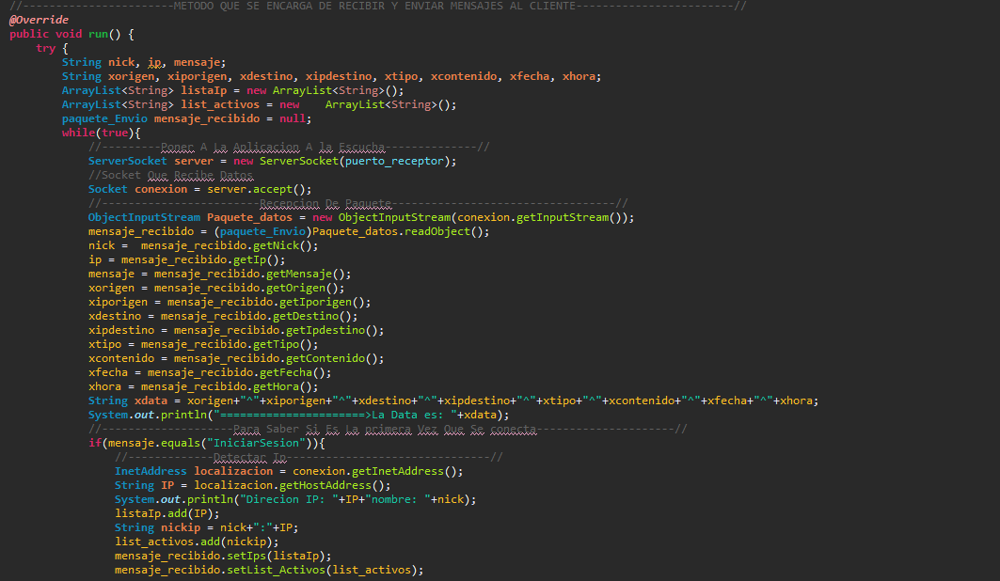 //-----------------------METODO QUE SE ENCARGA DE RECIBIR Y ENVIAR MENSAJES AL CLIENTE------------------------//
@Override
public void run() {
try {
String nick, ip, mensaje;
String xorigen, xiporigen, xdestino, xipdestino, xtipo, xcontenido, xfecha, xhora;
ArrayList<String> listaIp = new ArrayList<String>();
ArrayList<String> list_activos = new    ArrayList<String>();
paquete_Envio mensaje_recibido = null;
while(true){
//---------Poner A La Aplicacion A la Escucha--------------//
ServerSocket server = new ServerSocket(puerto_receptor);
//Socket Que Recibe Datos
Socket conexion = server.accept();
//------------------------Recepcion De Paquete----------------------------------//
ObjectInputStream Paquete_datos = new ObjectInputStream(conexion.getInputStream());
mensaje_recibido = (paquete_Envio)Paquete_datos.readObject();
nick =  mensaje_recibido.getNick();
ip = mensaje_recibido.getIp();
mensaje = mensaje_recibido.getMensaje();
xorigen = mensaje_recibido.getOrigen();
xiporigen = mensaje_recibido.getIporigen();
xdestino = mensaje_recibido.getDestino();
xipdestino = mensaje_recibido.getIpdestino();
xtipo = mensaje_recibido.getTipo();
xcontenido = mensaje_recibido.getContenido();
xfecha = mensaje_recibido.getFecha();
xhora = mensaje_recibido.getHora();
String xdata = xorigen+"^"+xiporigen+"^"+xdestino+"^"+xipdestino+"^"+xtipo+"^"+xcontenido+"^"+xfecha+"^"+xhora;
System.out.println("======================>La Data es: "+xdata);
//--------------------Para Saber Si Es La primera Vez Que Se conecta---------------------//
if(mensaje.equals("IniciarSesion")){
//-------------Detectar Ip-------------------------------//
InetAddress localizacion = conexion.getInetAddress();
String IP = localizacion.getHostAddress();
System.out.println("Direcion IP: "+IP+"nombre: "+nick);
listaIp.add(IP);
String nickip = nick+":"+IP;
list_activos.add(nickip);
mensaje_recibido.setIps(listaIp);
mensaje_recibido.setList_Activos(list_activos);